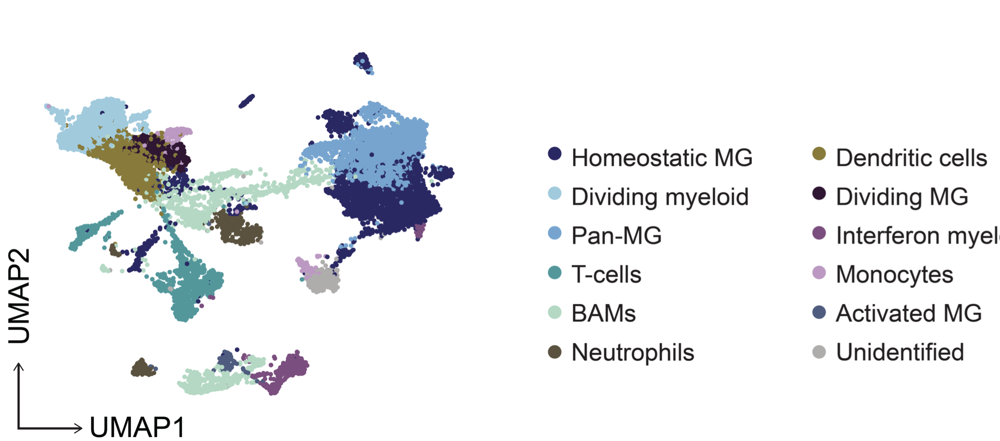 Homeostatic MG
Dividing myeloid
Pan-MG
T-cells
BAMs
Neutrophils
Dendritic cells
Dividing MG
Interferon
Monocytes
Activated MG
Unidentified
UMAP2
UMAP1